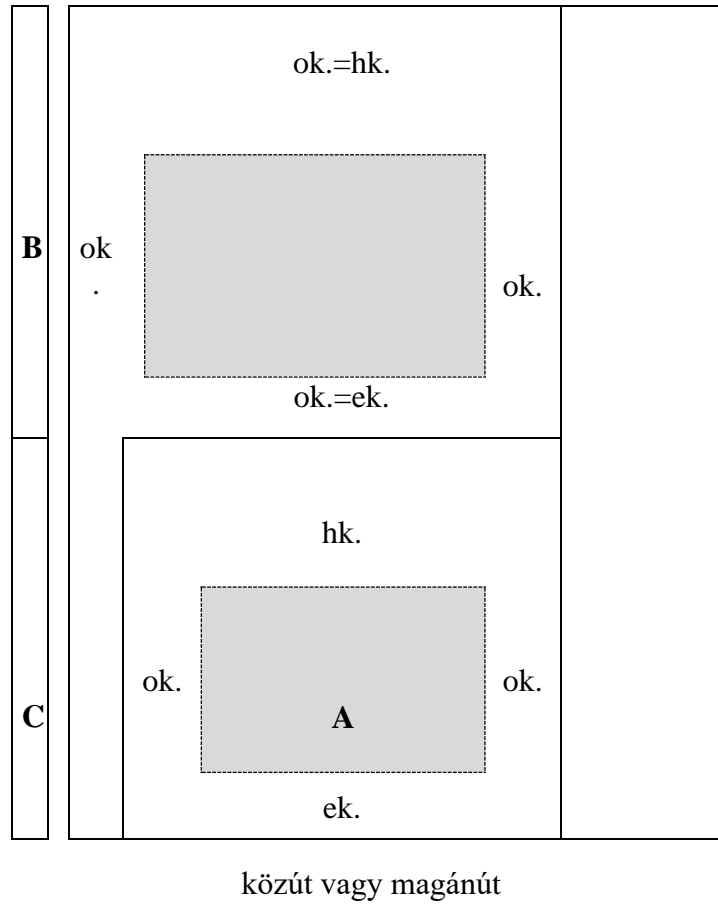 ok.=hk.
B
ok
.
ok.
ok.=ek.
hk.
ok.
ok.
C
A
ek.
közút vagy magánút